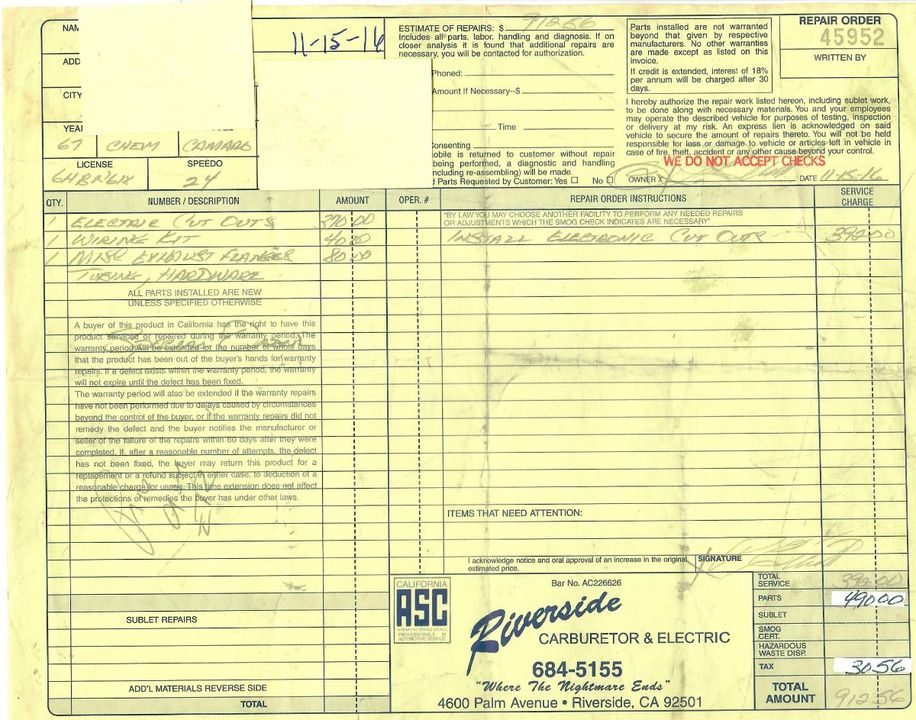 NAM
11-15-16
ESTIMATE OF REPAIRS: $ 912.56
Includes all parts, labor, handling and diagnosis. If on
closer analysis it is found that additional repairs are
necessary, you will be contacted for authorization.
Phoned:
Amount If Necessary--$
Time
onsenting
obile is returned to customer without repair
being performed, a diagnostic and handling
ncluding re-assembling) will be made.
Parts Requested by Customer: Yes □ No □
Parts installed are not warranted
beyond that given by respective
manufacturers. No other warranties
are made except as listed on this
invoice.
If credit is extended, interest of 18%
per annum will be charged after 30
days.
REPAIR ORDER
45952
WRITTEN BY
I hereby authorize the repair work listed hereon, including sublet work,
to be done along with necessary materials. You and your employees
may operate the described vehicle for purposes of testing, inspection
or delivery at my risk. An express lien is acknowledged on said
vehicle to secure the amount of repairs thereto. You will not be held
responsible for loss or damage to vehicle or articles left in vehicle in
case of fire, theft, accident or any other cause beyond your control.
WE DO NOT ACCEPT CHECKS
OWNER X DATE 11-15-16
ADD
CITY
YEA
67 CHEVY CAMARO
LICENSE SPEEDO
24
QTY. NUMBER / DESCRIPTION AMOUNT OPER. # REPAIR ORDER INSTRUCTIONS SERVICE CHARGE
"BY LAW YOU MAY CHOOSE ANOTHER FACILITY TO PERFORM ANY NEEDED REPAIRS
OR ADJUSTMENTS WHICH THE SMOG CHECK INDICATES ARE NECESSARY"
1 ELECTRIC CUT OUTS 370.00
1 WIRING KIT 40.00 INSTALL ELECTRONIC CUT OUTS 392.00
1 MISC EXHAUST FLANGES 80.00
TUBING, HARDWARE
ALL PARTS INSTALLED ARE NEW
UNLESS SPECIFIED OTHERWISE
A buyer of this product in California has the right to have this
product serviced or repaired during the warranty period. The
warranty period will be extended for the number of whole days
that the product has been out of the buyer's hands for warranty
repairs. If a defect exists within the warranty period, the warranty
will not expire until the defect has been fixed.
The warranty period will also be extended if the warranty repairs
have not been performed due to delays caused by circumstances
beyond the control of the buyer, or if the warranty repairs did not
remedy the defect and the buyer notifies the manufacturer or
seller of the failure of the repairs within 60 days after they were
completed. If, after a reasonable number of attempts, the defect
has not been fixed, the buyer may return this product for a
replacement or a refund subject, in either case, to deduction of a
reasonable charge for usage. This time extension does not affect
the protections of remedies the buyer has under other laws.
ITEMS THAT NEED ATTENTION:
I acknowledge notice and oral approval of an increase in the original
estimated price.
SIGNATURE
SUBLET REPAIRS
ADD'L MATERIALS REVERSE SIDE
TOTAL
CALIFORNIA
ASC
Bar No. AC226626
Riverside
CARBURETOR & ELECTRIC
684-5155
"Where The Nightmare Ends"
4600 Palm Avenue • Riverside, CA 92501
TOTAL SERVICE 392.00
PARTS 490.00
SUBLET
SMOG CERT.
HAZARDOUS WASTE DISP.
TAX 30.56
TOTAL AMOUNT 912.56